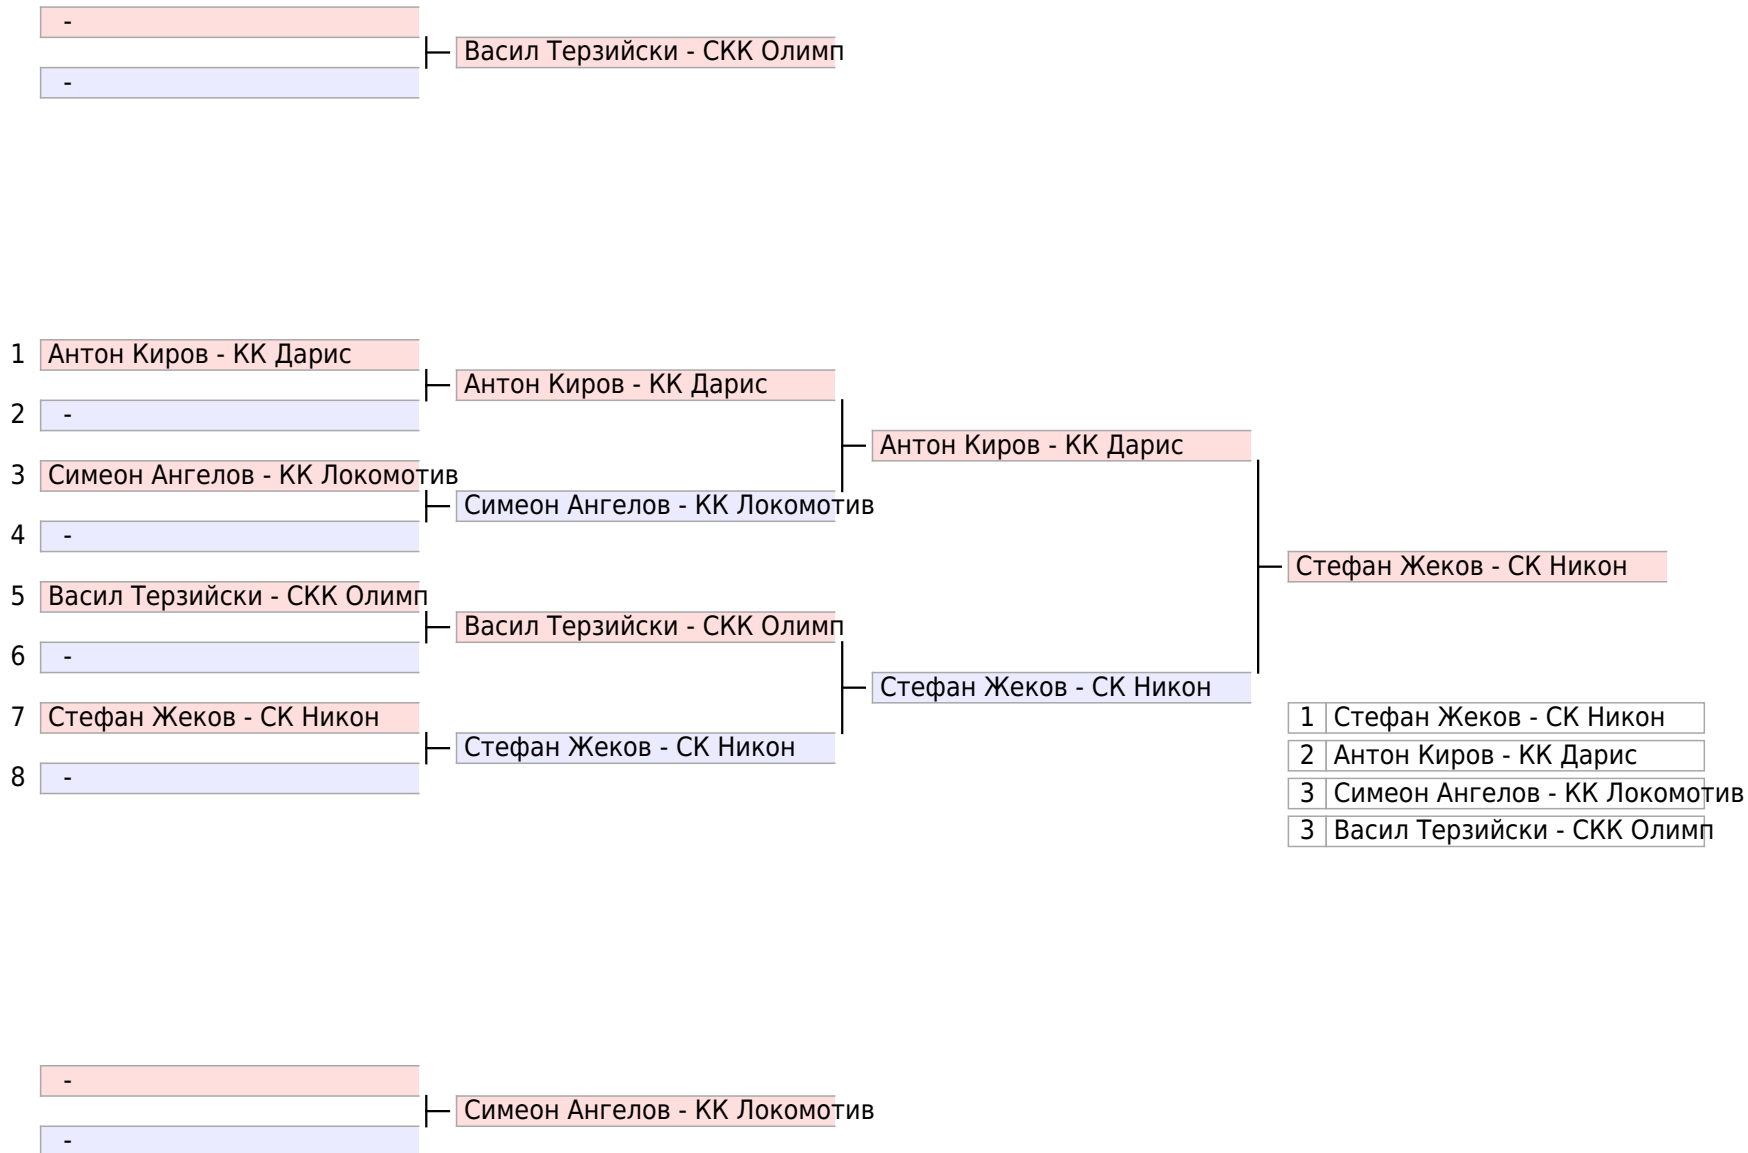 -
Васил Терзийски - СКК Олимп
-
1 Антон Киров - КК Дарис
Антон Киров - КК Дарис
2 -
Антон Киров - КК Дарис
3 Симеон Ангелов - КК Локомотив
Симеон Ангелов - КК Локомотив
4 -
Стефан Жеков - СК Никон
5 Васил Терзийски - СКК Олимп
Васил Терзийски - СКК Олимп
6 -
Стефан Жеков - СК Никон
7 Стефан Жеков - СК Никон
Стефан Жеков - СК Никон
8 -
1 Стефан Жеков - СК Никон
2 Антон Киров - КК Дарис
3 Симеон Ангелов - КК Локомотив
3 Васил Терзийски - СКК Олимп
-
Симеон Ангелов - КК Локомотив
-